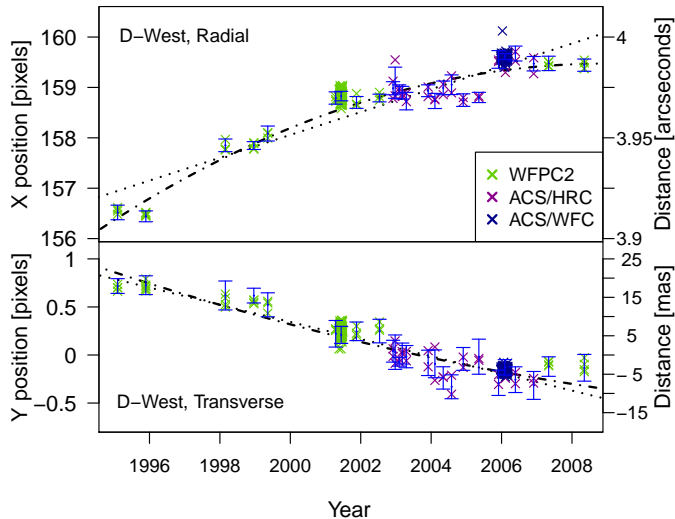 D−West, Radial
X position [pixels]
160
159
158
157
156
4
3.95
3.9
Distance [arcseconds]
WFPC2
ACS/HRC
ACS/WFC
D−West, Transverse
Y position [pixels]
1
0.5
0
−0.5
25
15
5
−5
−15
Distance [mas]
1996
1998
2000
2002
2004
2006
2008
Year